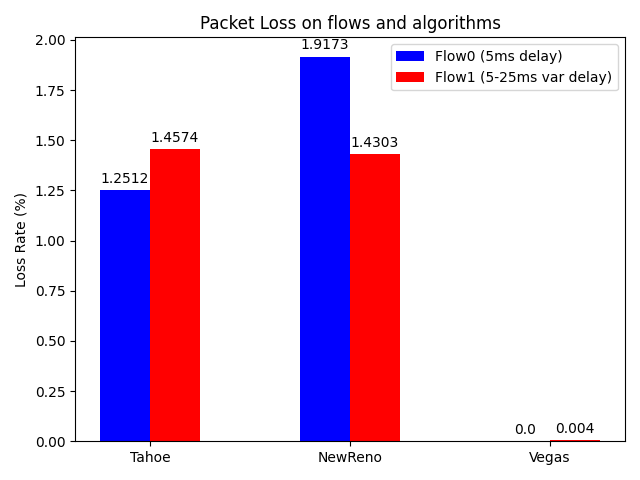 Packet Loss on flows and algorithms
Flow0 (5ms delay)
Flow1 (5-25ms var delay)
Loss Rate (%)
2.00
1.75
1.50
1.25
1.00
0.75
0.50
0.25
0.00
1.2512
1.4574
1.9173
1.4303
0.0
0.004
Tahoe
NewReno
Vegas